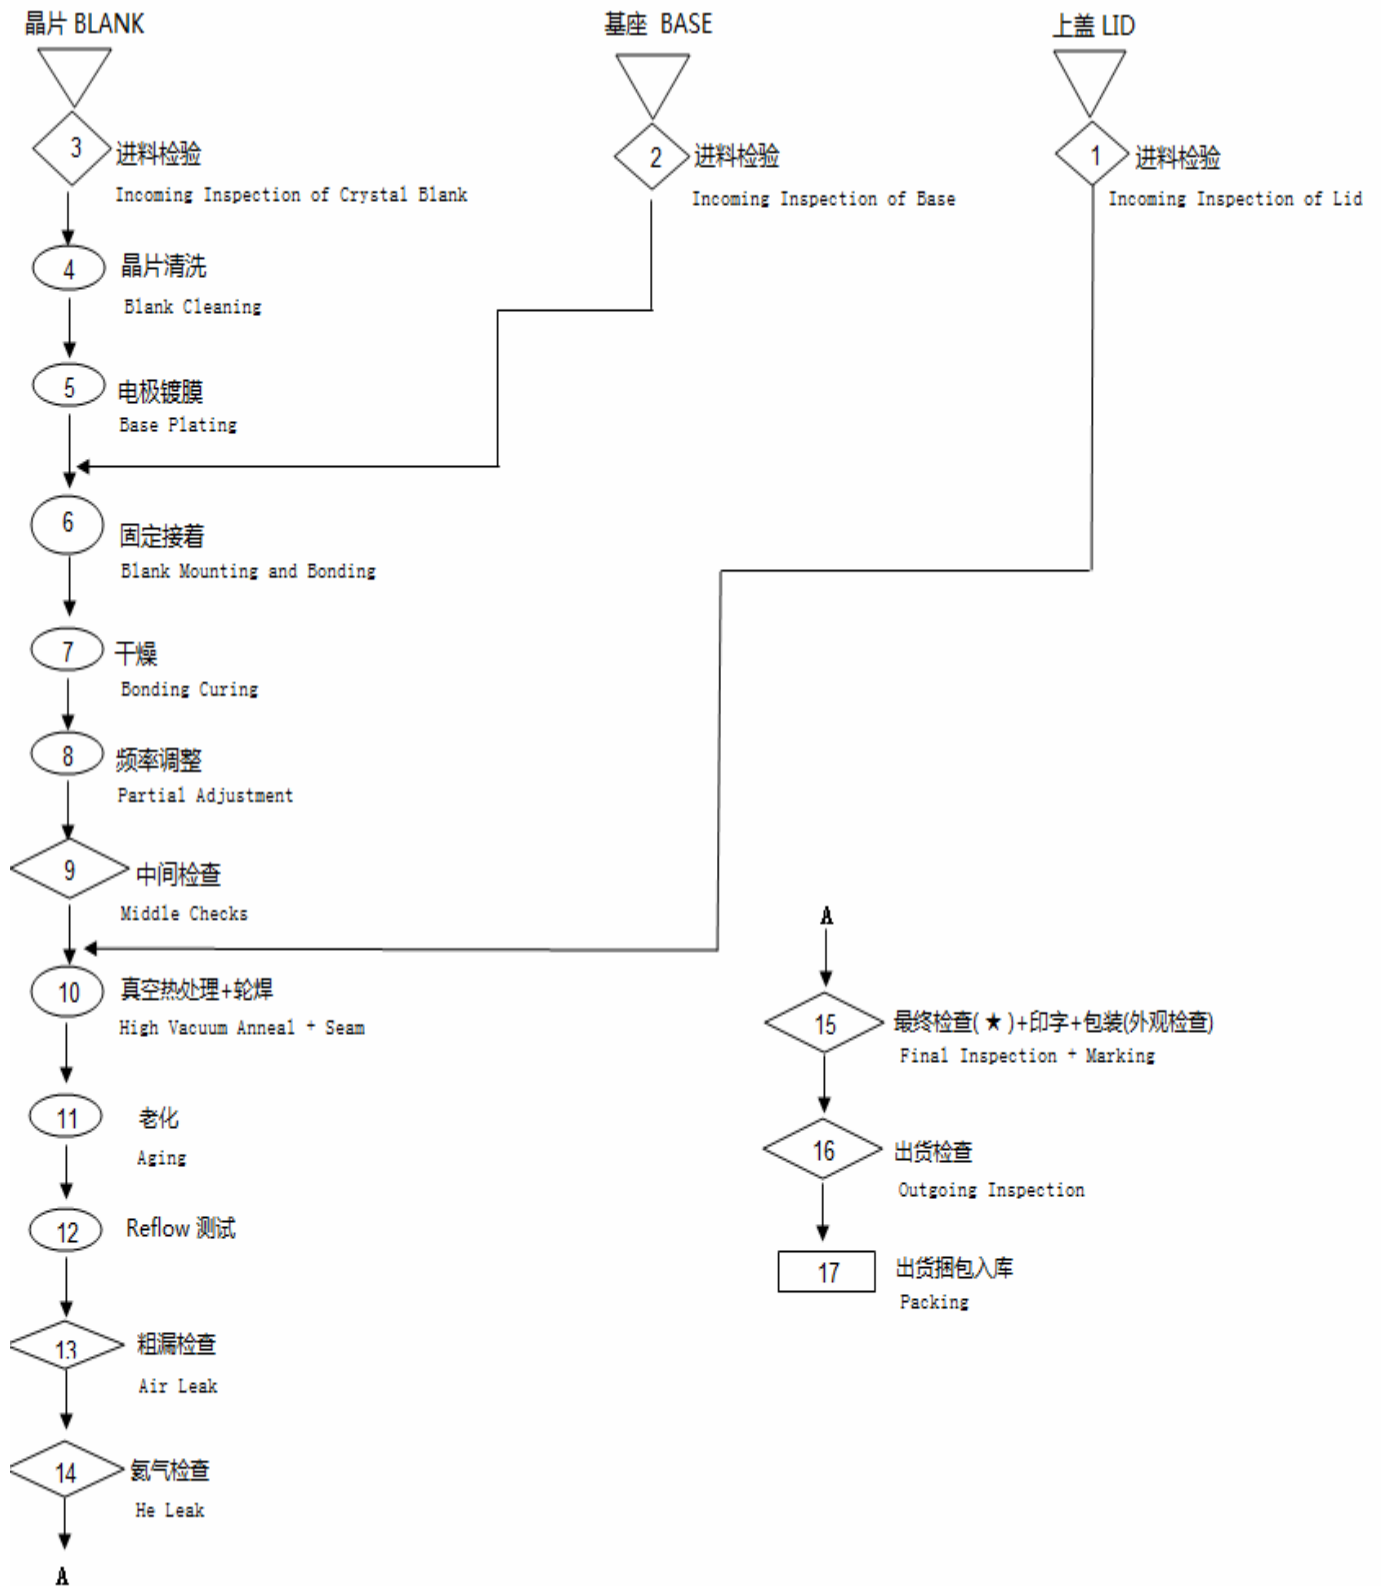 晶片 BLANK
基座 BASE
上盖 LID
3
进料检验
Incoming Inspection of Crystal Blank
2
进料检验
Incoming Inspection of Base
1
进料检验
Incoming Inspection of Lid
4
晶片清洗
Blank Cleaning
5
电极镀膜
Base Plating
6
固定接着
Blank Mounting and Bonding
7
干燥
Bonding Curing
8
频率调整
Partial Adjustment
9
中间检查
Middle Checks
10
真空热处理+轮焊
High Vacuum Anneal + Seam
11
老化
Aging
12
Reflow 测试
13
粗漏检查
Air Leak
14
氦气检查
He Leak
A
A
15
最终检查(★)+印字+包装(外观检查)
Final Inspection + Marking
16
出货检查
Outgoing Inspection
17
出货捆包入库
Packing